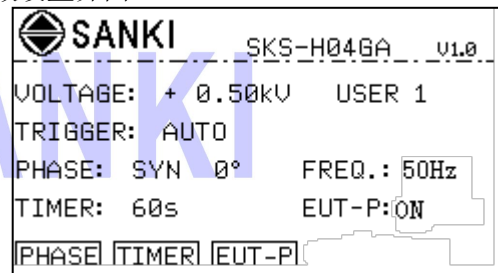 SANKI SKS-H04GA V1.0
VOLTAGE: + 0.50kV USER 1
TRIGGER: AUTO
PHASE: SYN 0° FREQ.: 50Hz
TIMER: 60s EUT-P:ON
PHASE TIMER EUT-P